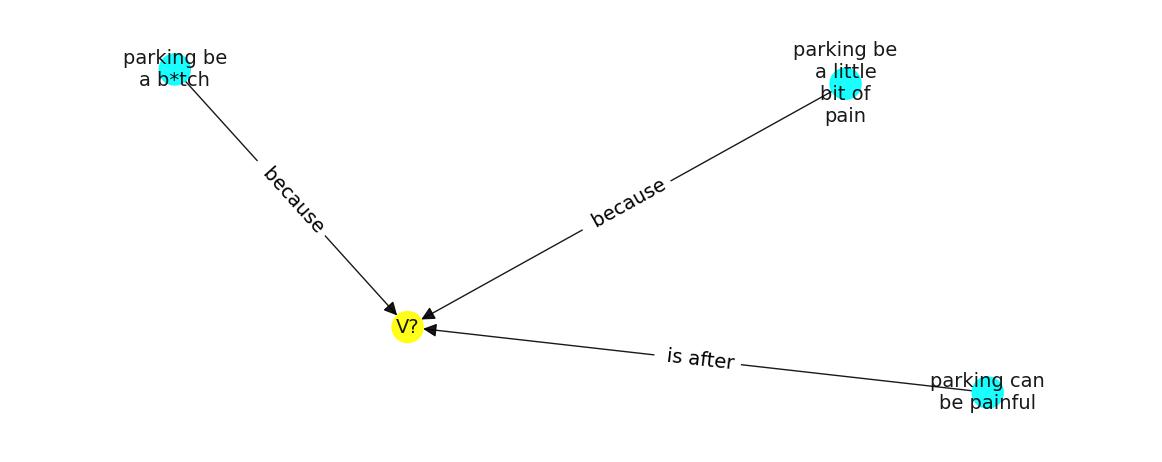 parking be
a b*tch
parking be
a little
bit of
pain
because
because
V?
is after
parking can
be painful